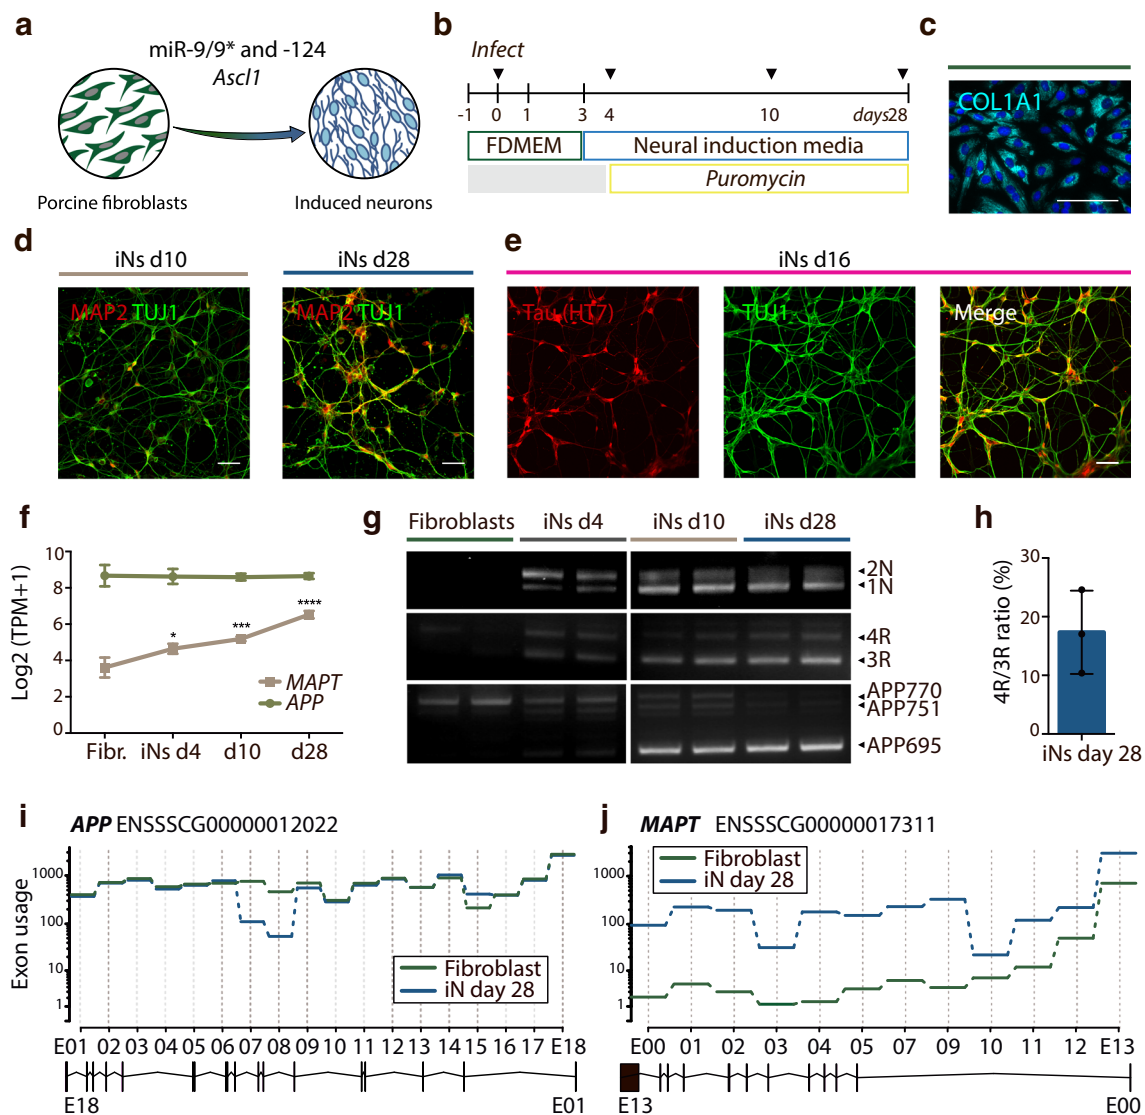 a
miR-9/9* and -124
Ascl1
Porcine fibroblasts
Induced neurons
b
Infect
-1 0 1 3 4 10 days28
FDMEM
Neural induction media
Puromycin
c
COL1A1
d
iNs d10
iNs d28
MAP2 TUJ1
MAP2 TUJ1
e
iNs d16
Tau (HT7)
TUJ1
Merge
f
Log2 (TPM+1)
10
8
6
4
2
0
*
***
****
MAPT
APP
Fibr. iNs d4 d10 d28
g
Fibroblasts iNs d4 iNs d10 iNs d28
2N
1N
4R
3R
APP770
APP751
APP695
h
4R/3R ratio (%)
30
20
10
0
iNs day 28
i
APP ENSSSCG00000012022
Exon usage
1000
100
10
1
Fibroblast
iN day 28
E01 02 03 04 05 06 07 08 09 10 11 12 13 14 15 16 17 E18
E18
E01
j
MAPT ENSSSCG00000017311
Fibroblast
iN day 28
1000
100
10
1
E00 01 02 03 04 05 07 09 10 11 12 E13
E13
E00